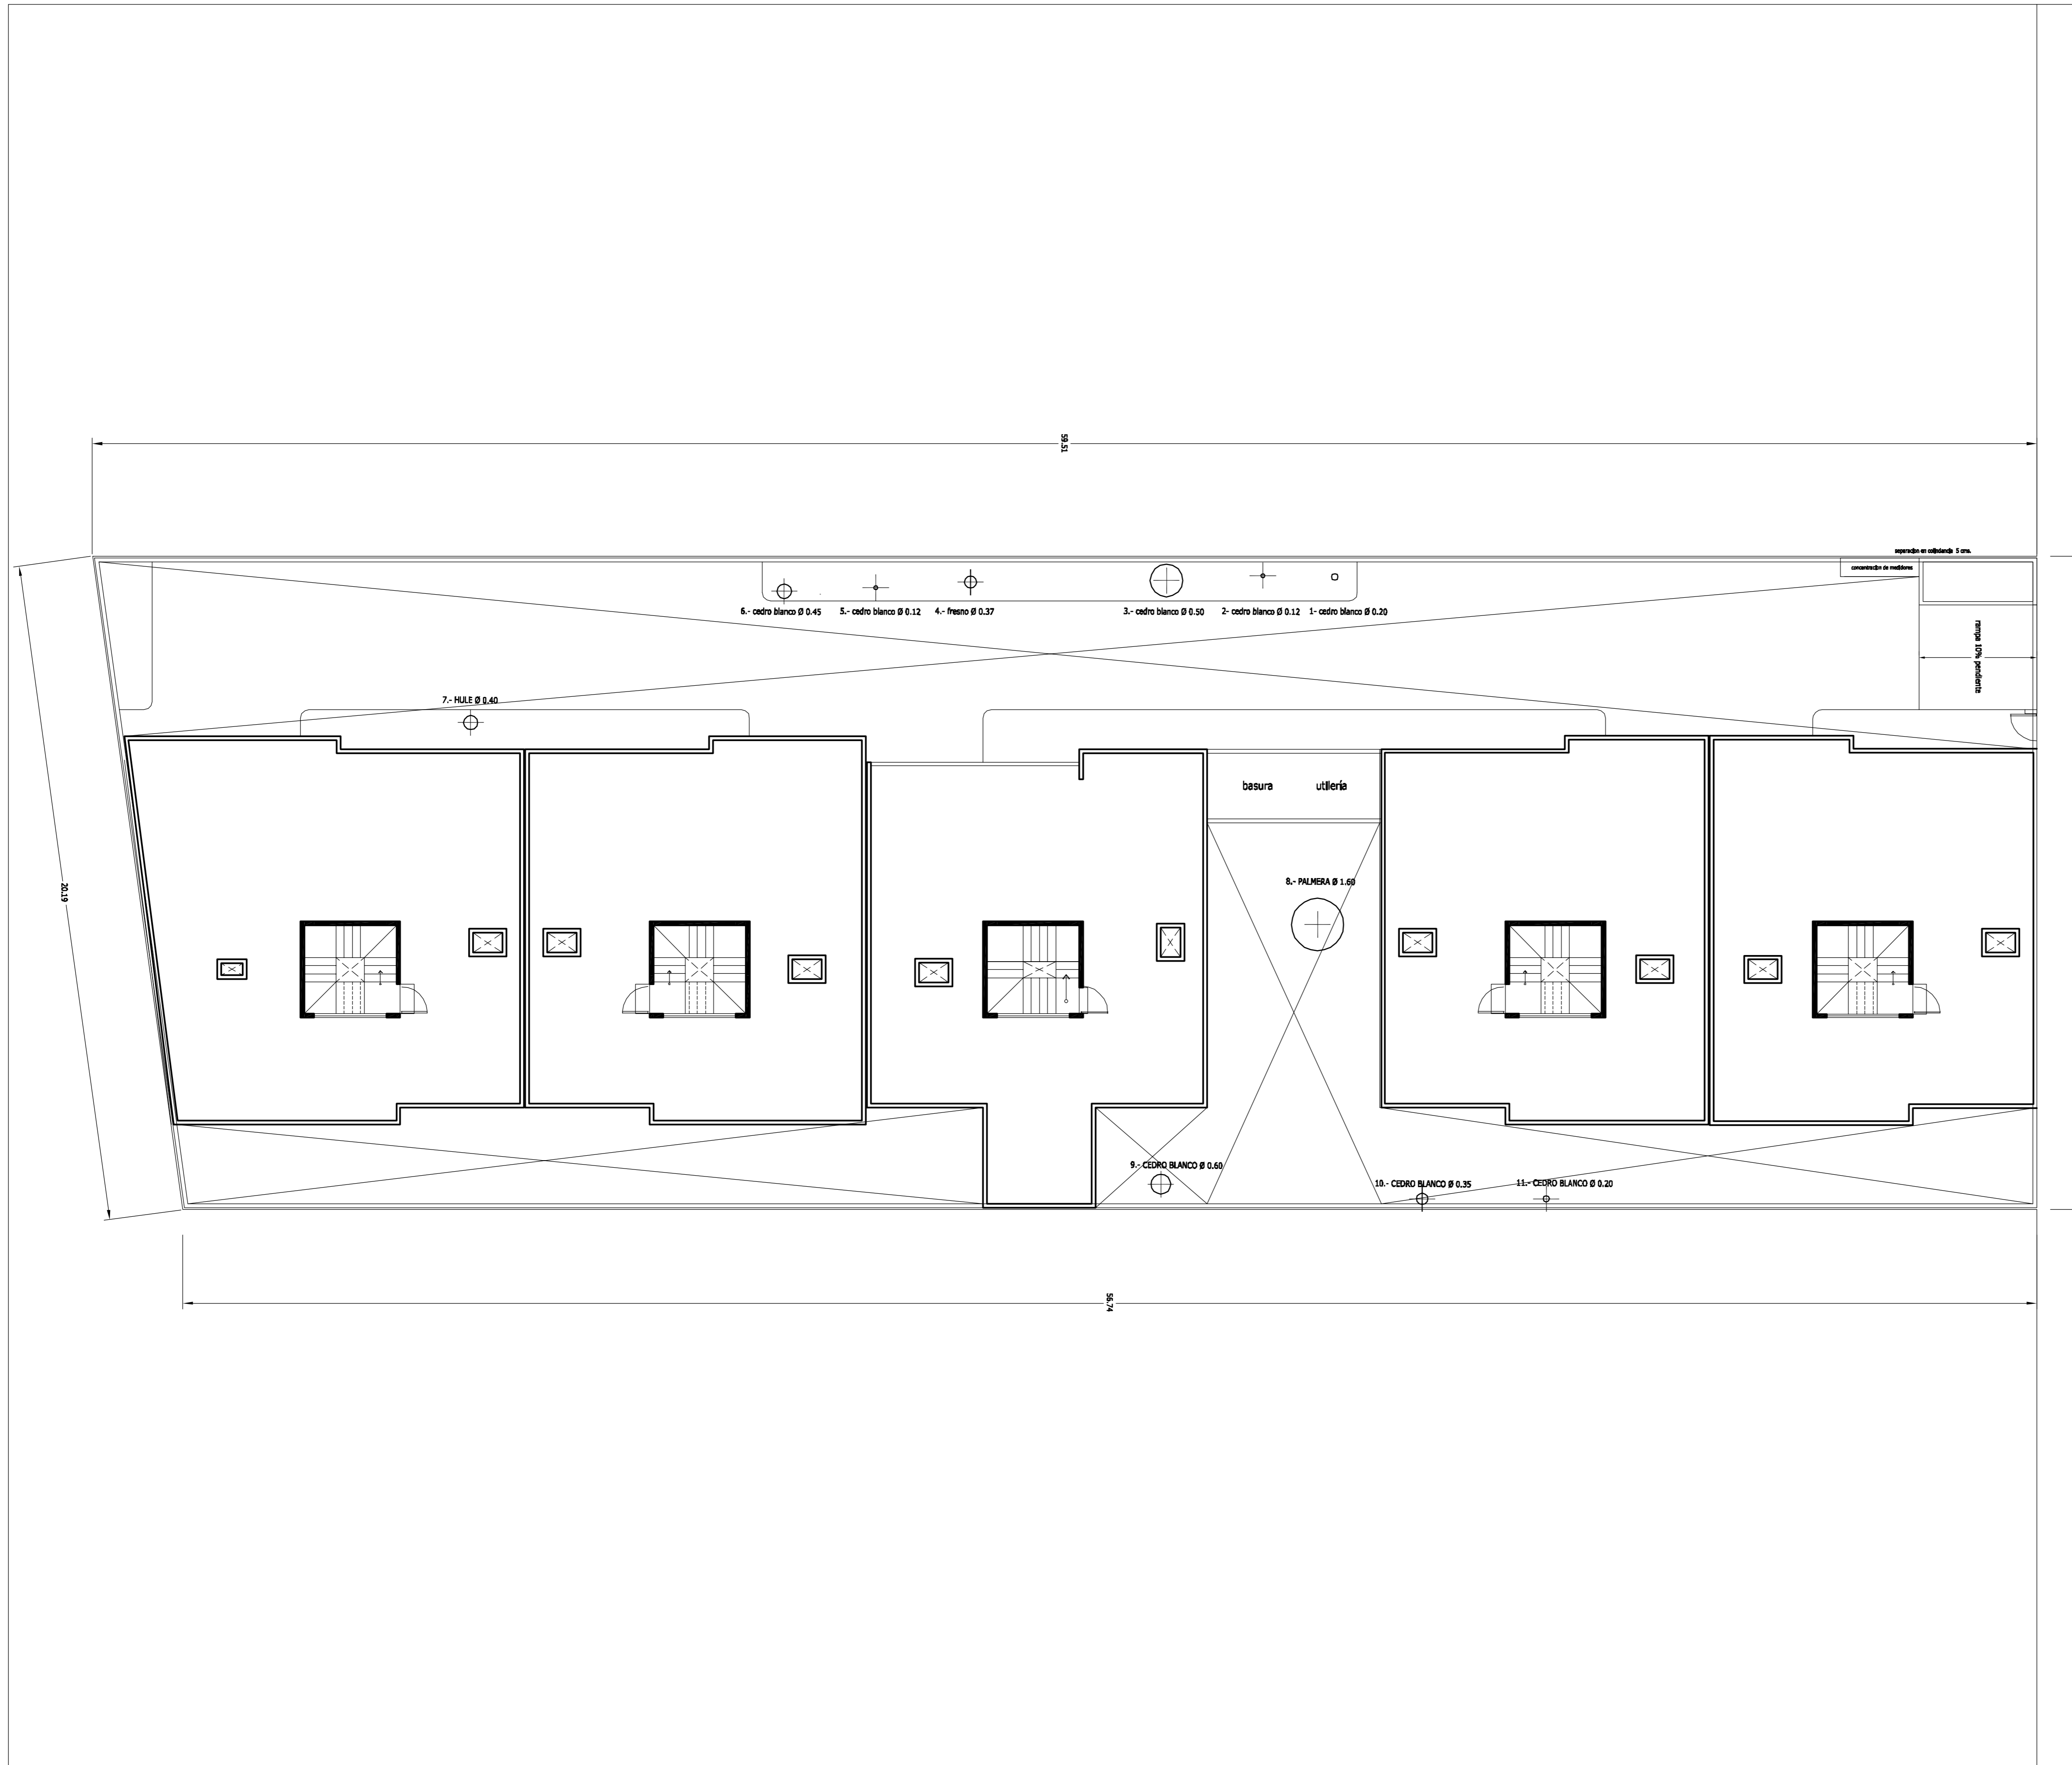 59.51
separacion en colindancia 5 cms.
concentracion de medidores
6.- cedro blanco Ø 0.45
5.- cedro blanco Ø 0.12
4.- fresno Ø 0.37
3.- cedro blanco Ø 0.50
2- cedro blanco Ø 0.12
1- cedro blanco Ø 0.20
rampa 10% pendiente
7.- HULE Ø 0.40
basura
utilería
8.- PALMERA Ø 1.60
20.19
9.- CEDRO BLANCO Ø 0.60
10.- CEDRO BLANCO Ø 0.35
11.- CEDRO BLANCO Ø 0.20
56.74